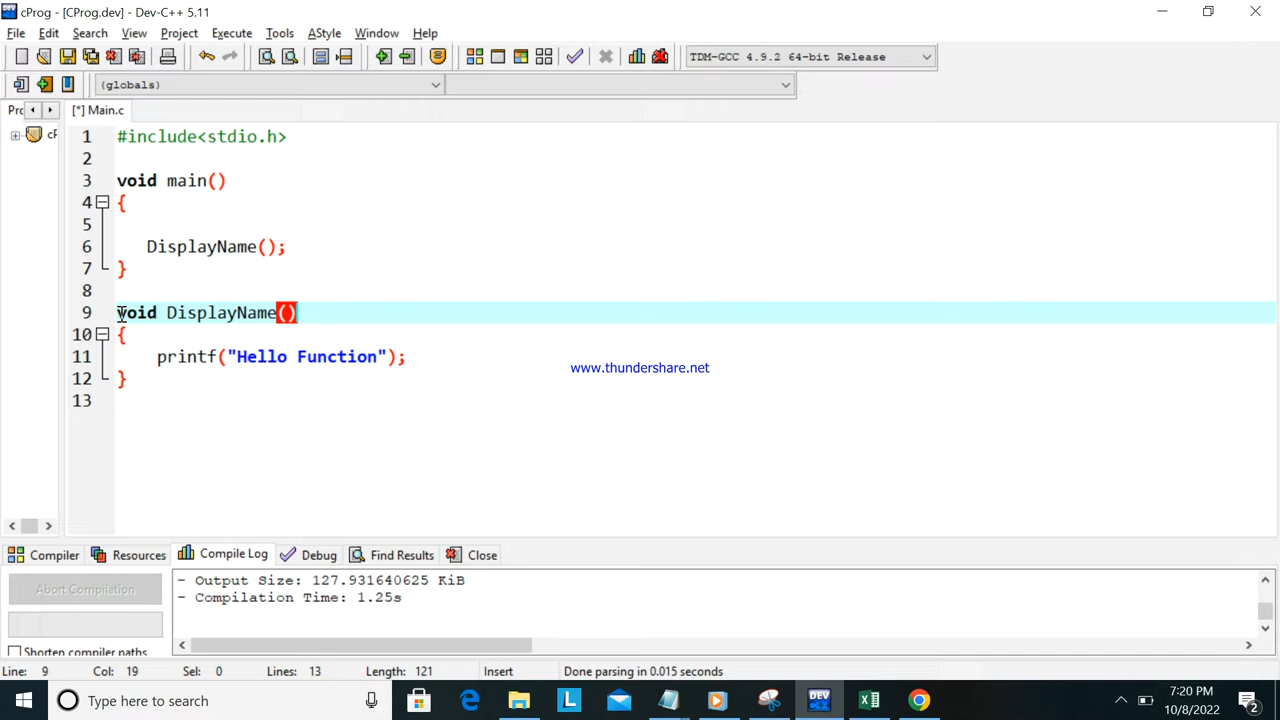 cProg - [CProg.dev] - Dev-C++ 5.11
File Edit Search View Project Execute Tools AStyle Window Help
TDM-GCC 4.9.2 64-bit Release
(globals)
Prc [*] Main.c
cF
1 #include<stdio.h>
2
3 void main()
4 {
5
6 DisplayName();
7 }
8
9 void DisplayName()
10 {
11 printf("Hello Function");
12 }
13
www.thundershare.net
Compiler Resources Compile Log Debug Find Results Close
Abort Compilation
- Output Size: 127.931640625 KiB
- Compilation Time: 1.25s
Shorten compiler paths
Line: 9 Col: 19 Sel: 0 Lines: 13 Length: 121 Insert Done parsing in 0.015 seconds
Type here to search
DEV
L
7:20 PM
10/8/2022
2